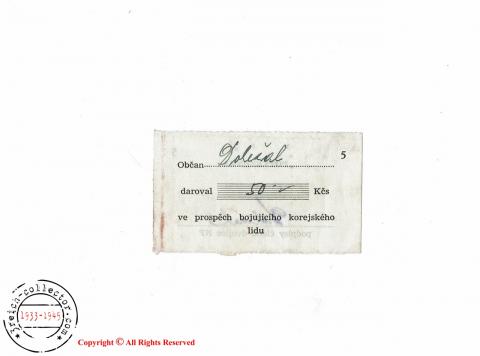 5
Občan Doležal
daroval 50 Kčs
ve prospěch bojujícího korejského
lidu
3reich-collector.com
1933-1945
Copyright © All Rights Reserved